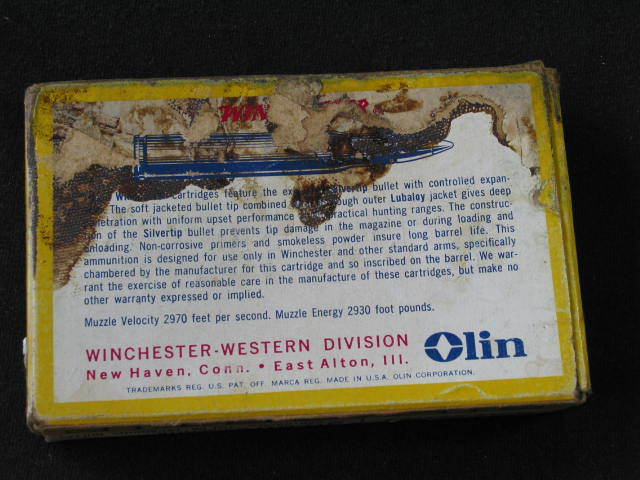 WIN
cartridges feature the bullet with controlled expan-
The soft jacketed bullet tip combined outer Lubaloy jacket gives deep
with uniform upset performance practical hunting ranges. The construc-
tion of the Silvertip bullet prevents tip damage in the magazine or during loading and
unloading. Non-corrosive primers and smokeless powder insure long barrel life. This
ammunition is designed for use only in Winchester and other standard arms, specifically
chambered by the manufacturer for this cartridge and so inscribed on the barrel. We war-
rant the exercise of reasonable care in the manufacture of these cartridges, but make no
other warranty expressed or implied.
Muzzle Velocity 2970 feet per second. Muzzle Energy 2930 foot pounds.
WINCHESTER-WESTERN DIVISION
New Haven, Conn. • East Alton, Ill.
Olin
TRADEMARKS REG. U.S. PAT. OFF. MARCA REG. MADE IN U.S.A. OLIN CORPORATION.